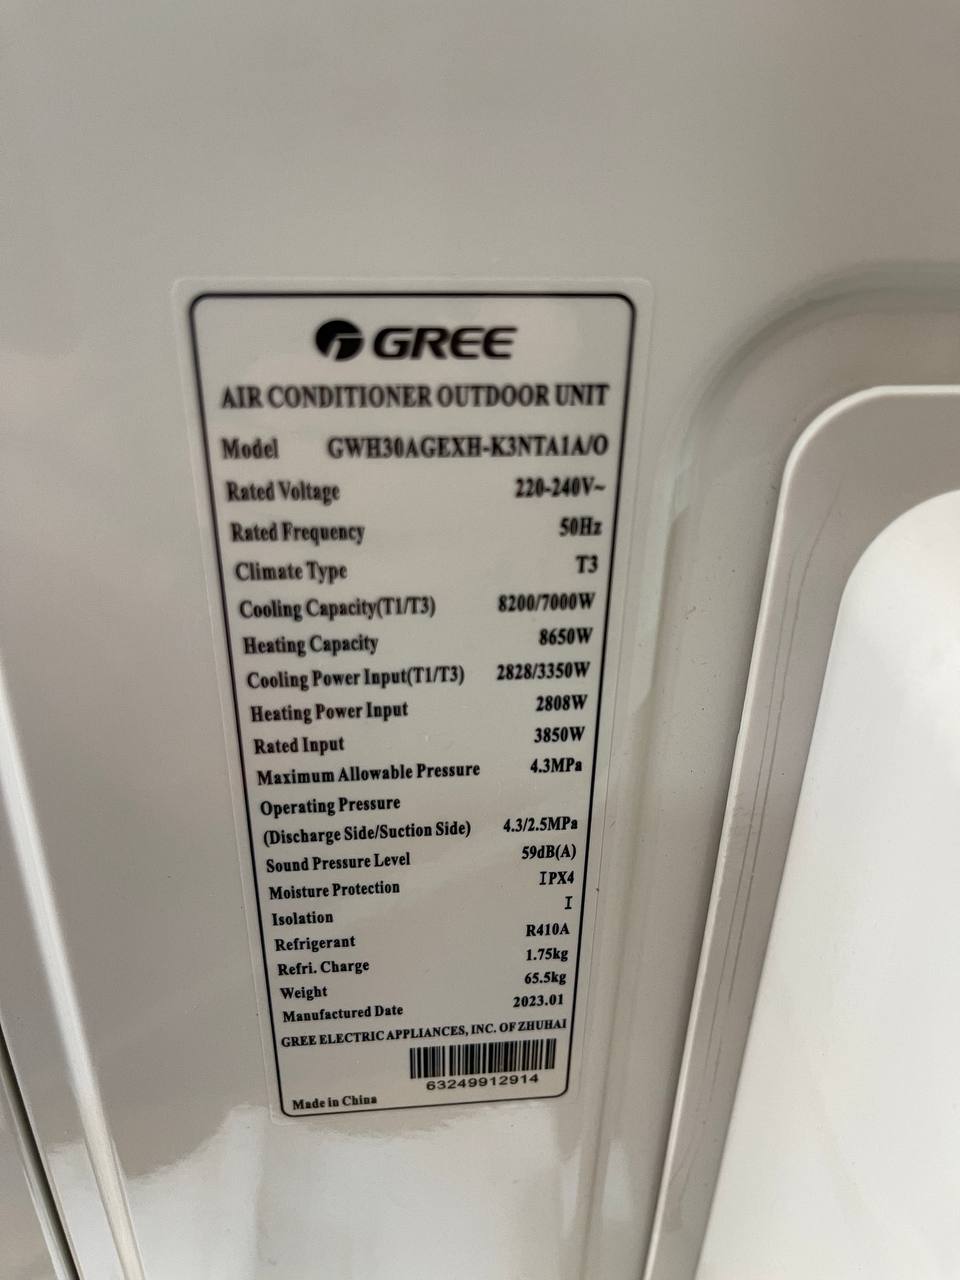 GREE
AIR CONDITIONER OUTDOOR UNIT
Model GWH30AGEXH-K3NTA1A/O
Rated Voltage 220-240V~
Rated Frequency 50Hz
Climate Type T3
Cooling Capacity(T1/T3) 8200/7000W
Heating Capacity 8650W
Cooling Power Input(T1/T3) 2828/3350W
Heating Power Input 2808W
Rated Input 3850W
Maximum Allowable Pressure 4.3MPa
Operating Pressure
(Discharge Side/Suction Side) 4.3/2.5MPa
Sound Pressure Level 59dB(A)
Moisture Protection IPX4
Isolation I
Refrigerant R410A
Refri. Charge 1.75kg
Weight 65.5kg
Manufactured Date 2023.01
GREE ELECTRIC APPLIANCES, INC. OF ZHUHAI
63249912914
Made in China